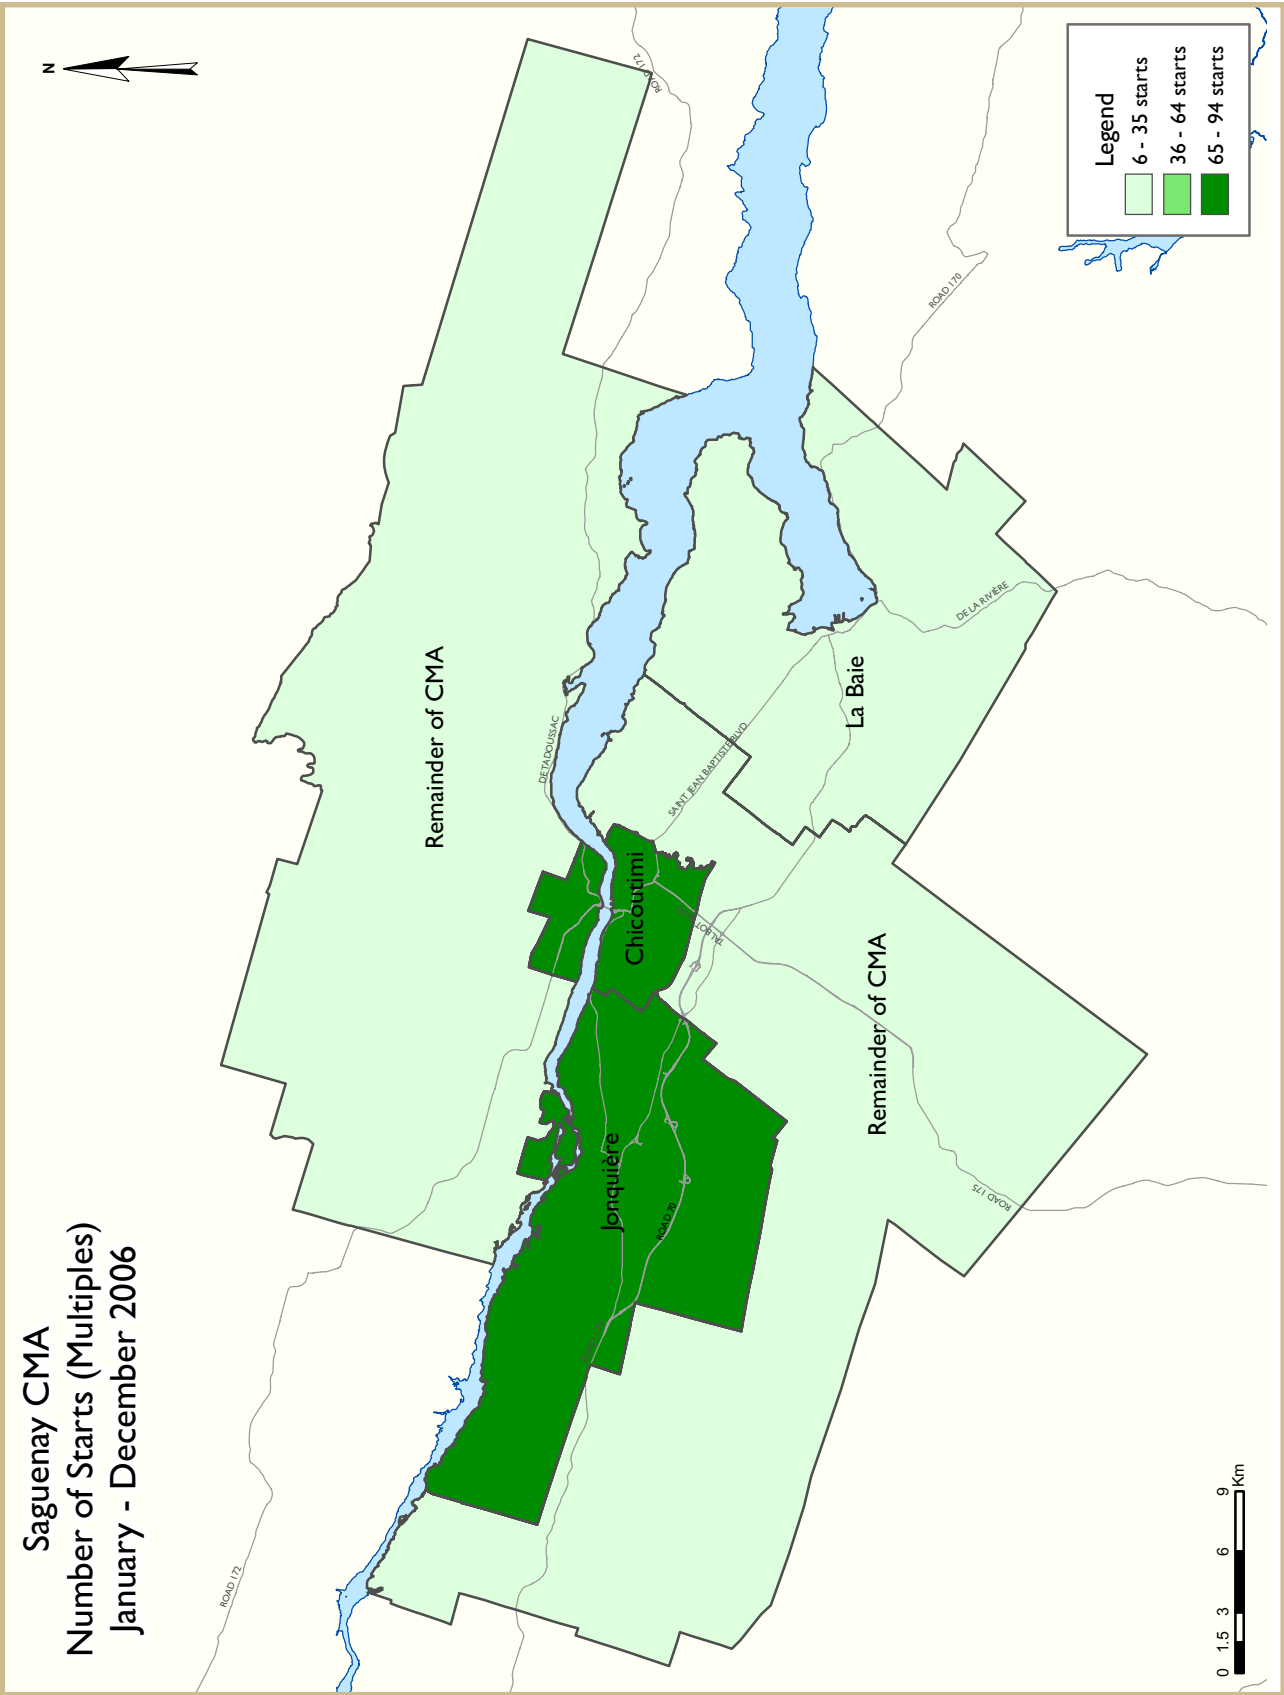 Saguenay CMA
Number of Starts (Multiples)
January - December 2006
N
Legend
6 - 35 starts
36 - 64 starts
65 - 94 starts
ROAD 172
ROAD 172
DE TADOUSSAC
Remainder of CMA
Chicoutimi
Jonquière
SAINT JEAN BAPTISTE BLVD
La Baie
ROAD 170
DE LA RIVIÈRE
TALBOT
ROAD 70
Remainder of CMA
ROAD 175
0 1.5 3 6 9
Km